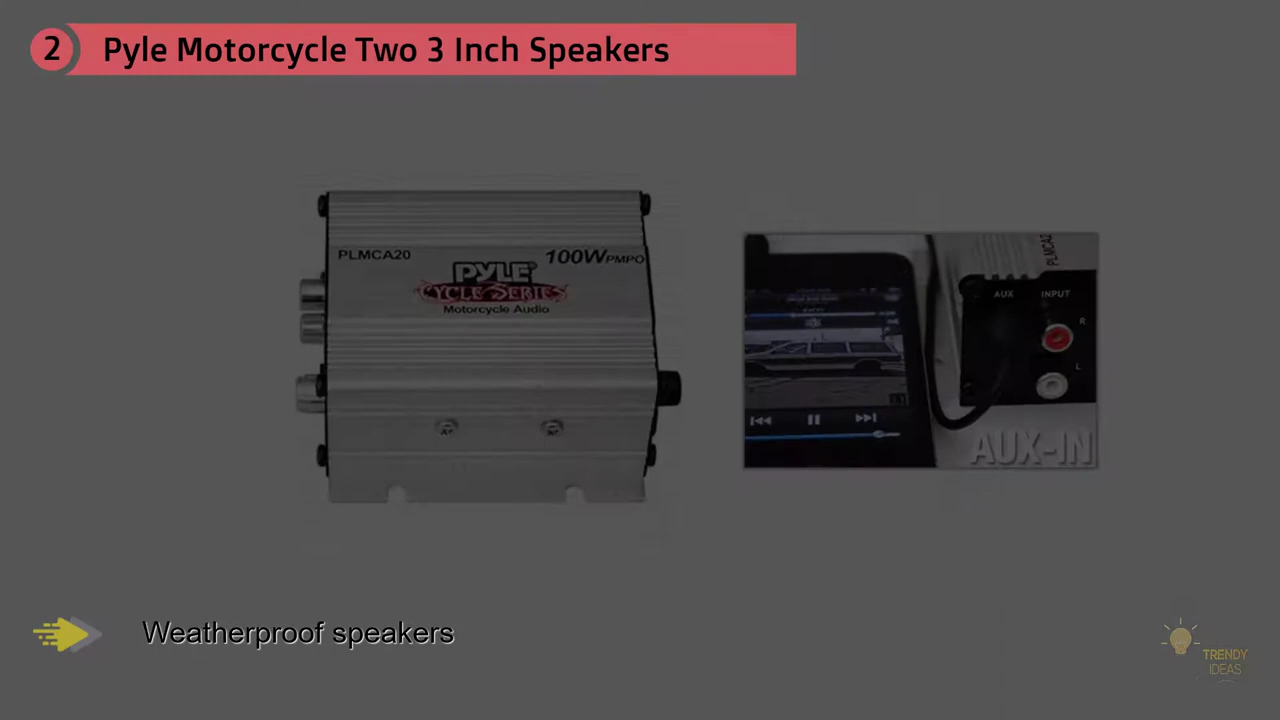 2
Pyle Motorcycle Two 3 Inch Speakers
PLMCA20
100W PMPO
PYLE®
CYCLE SERIES
Motorcycle Audio
AUX
INPUT
R
L
AUX-IN
Weatherproof speakers
TRENDY
IDEAS